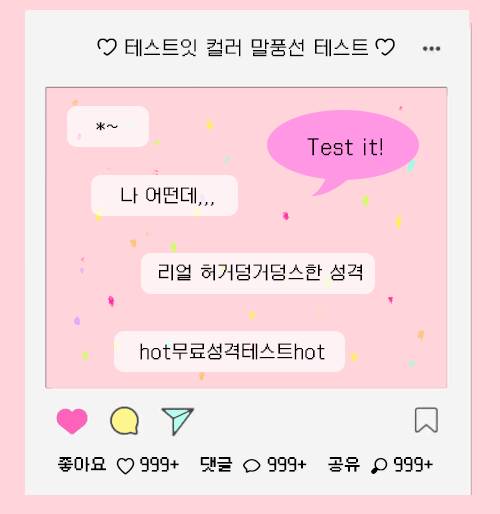 ♡ 테스트잇 컬러 말풍선 테스트 ♡
*~
Test it!
나 어떤데,,,
리얼 허거덩거덩스한 성격
hot무료성격테스트hot
좋아요 999+ 댓글 999+ 공유 999+